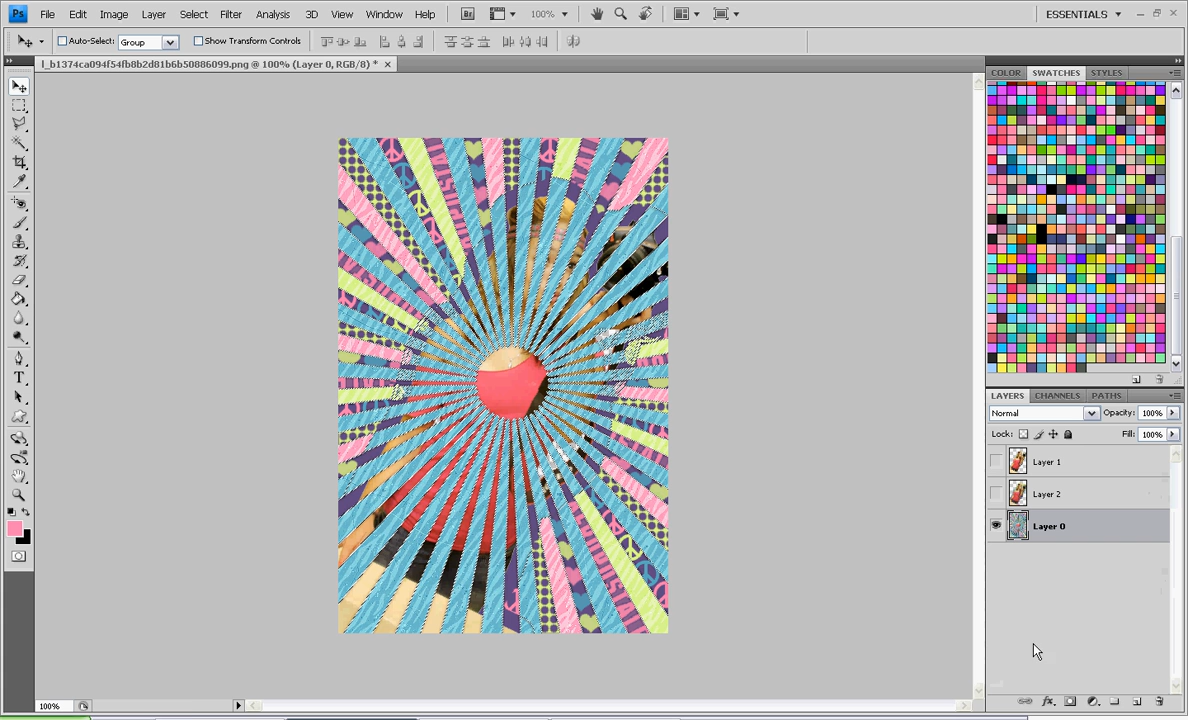 Ps File Edit Image Layer Select Filter Analysis 3D View Window Help Br 100% ESSENTIALS
Auto-Select: Group Show Transform Controls
l_b1374ca094f54fb8b2d81b6b50886099.png @ 100% (Layer 0, RGB/8) *
COLOR SWATCHES STYLES
LAYERS CHANNELS PATHS
Normal Opacity: 100%
Lock: Fill: 100%
Layer 1
Layer 2
Layer 0
100%